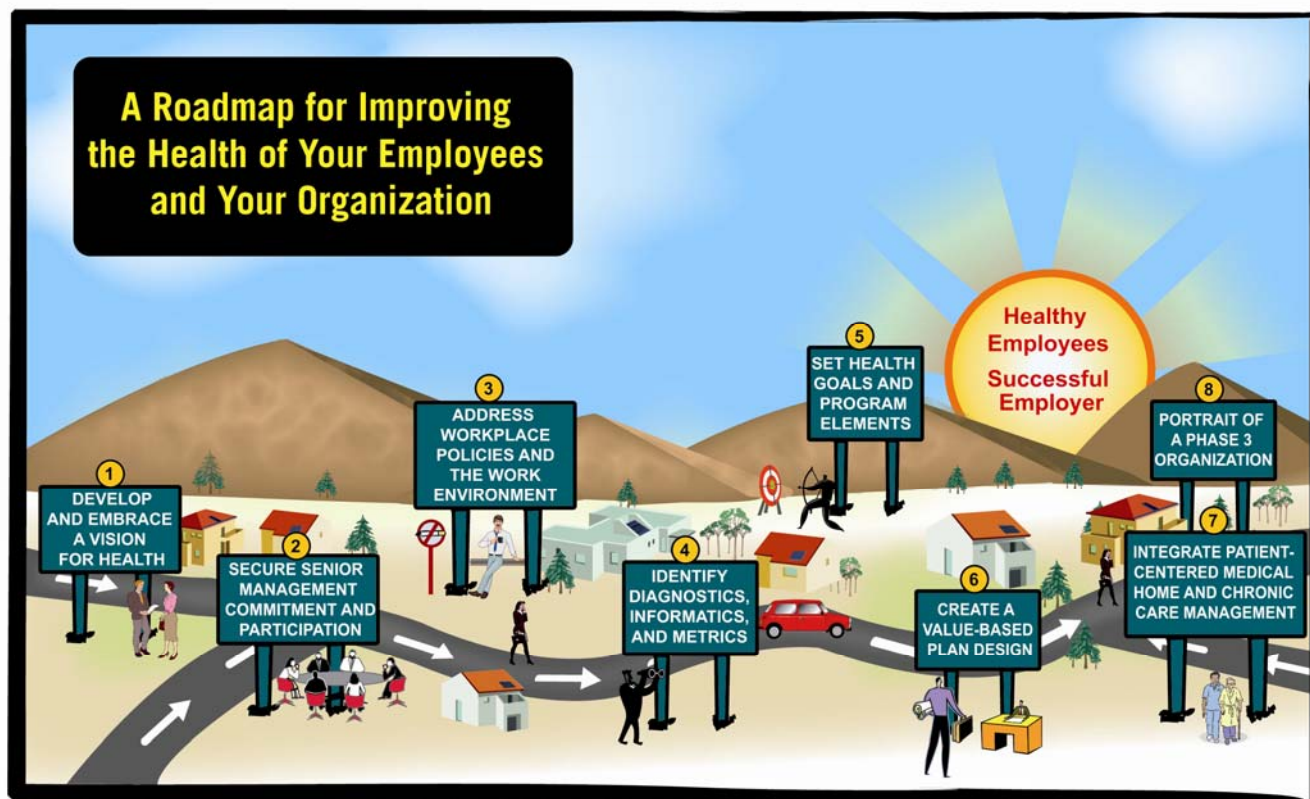 A Roadmap for Improving
the Health of Your Employees
and Your Organization
1
DEVELOP
AND EMBRACE
A VISION
FOR HEALTH
2
SECURE SENIOR
MANAGEMENT
COMMITMENT AND
PARTICIPATION
3
ADDRESS
WORKPLACE
POLICIES AND
THE WORK
ENVIRONMENT
4
IDENTIFY
DIAGNOSTICS,
INFORMATICS,
AND METRICS
5
SET HEALTH
GOALS AND
PROGRAM
ELEMENTS
6
CREATE A
VALUE-BASED
PLAN DESIGN
7
INTEGRATE PATIENT-
CENTERED MEDICAL
HOME AND CHRONIC
CARE MANAGEMENT
8
PORTRAIT OF
A PHASE 3
ORGANIZATION
Healthy
Employees
Successful
Employer